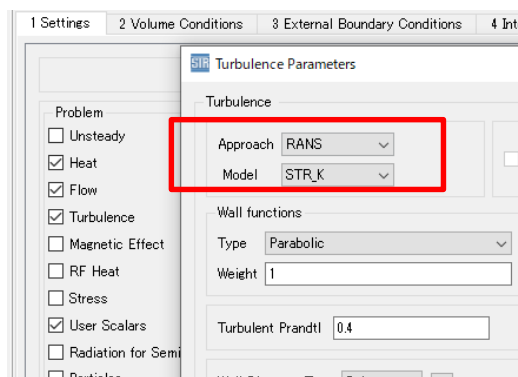 1 Settings
2 Volume Conditions
3 External Boundary Conditions
4 Int
STR Turbulence Parameters
Problem
Unsteady
Heat
Flow
Turbulence
Magnetic Effect
RF Heat
Stress
User Scalars
Radiation for Semi
Turbulence
Approach RANS
Model STR_K
Wall functions
Type Parabolic
Weight 1
Turbulent Prandtl 0.4